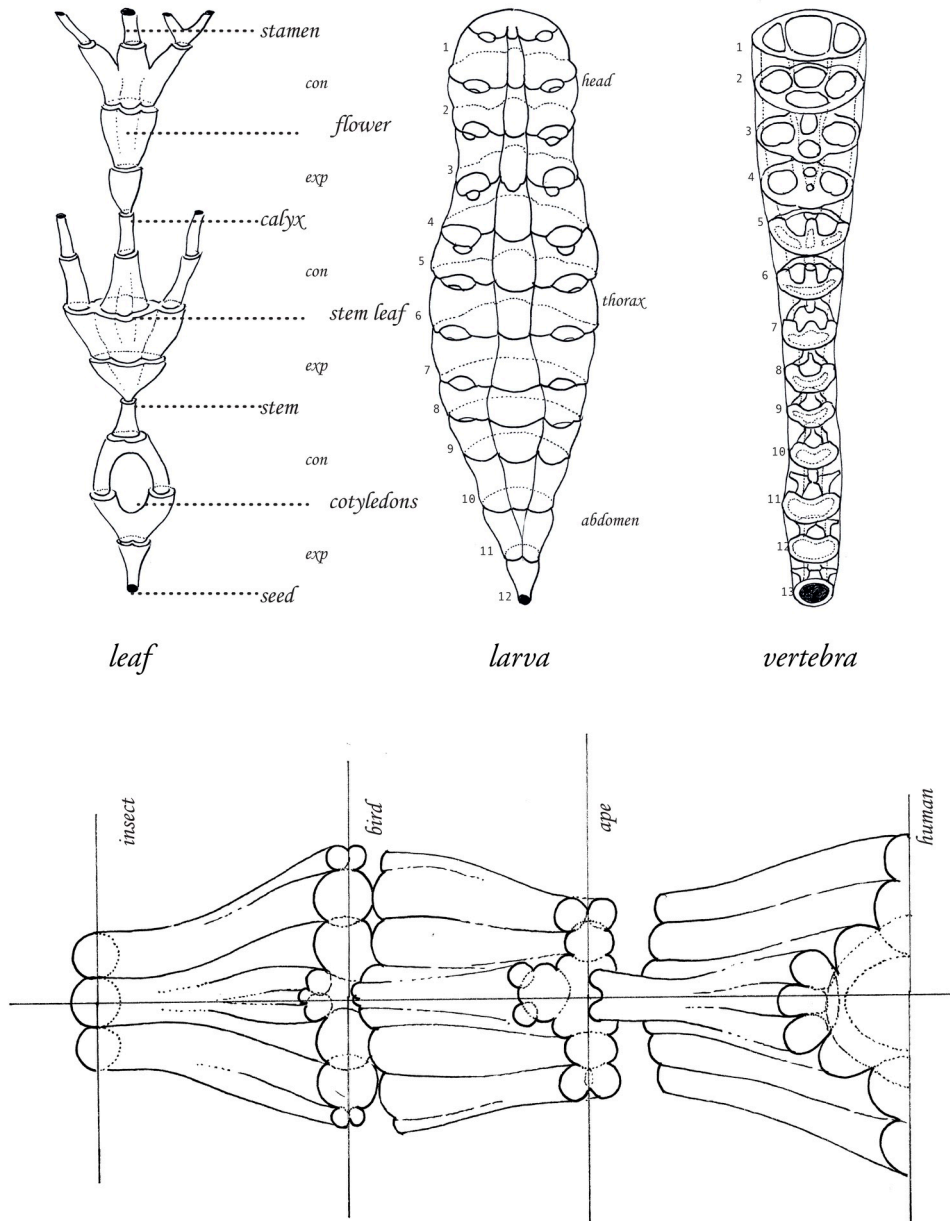 stamen
con
flower
exp
calyx
con
stem leaf
exp
stem
con
cotyledons
exp
seed
leaf
1
head
2
3
4
5
thorax
6
7
8
9
10
abdomen
11
12
larva
1
2
3
4
5
6
7
8
9
10
11
12
13
vertebra
insect
bird
ape
human